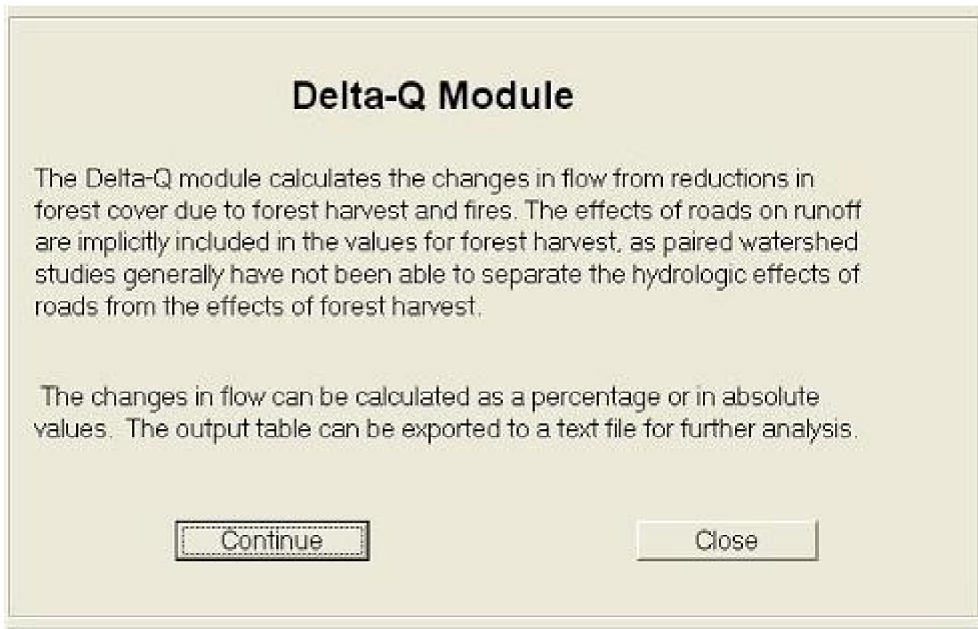 Delta-Q Module
The Delta-Q module calculates the changes in flow from reductions in
forest cover due to forest harvest and fires. The effects of roads on runoff
are implicitly included in the values for forest harvest, as paired watershed
studies generally have not been able to separate the hydrologic effects of
roads from the effects of forest harvest.
The changes in flow can be calculated as a percentage or in absolute
values. The output table can be exported to a text file for further analysis.
Continue
Close